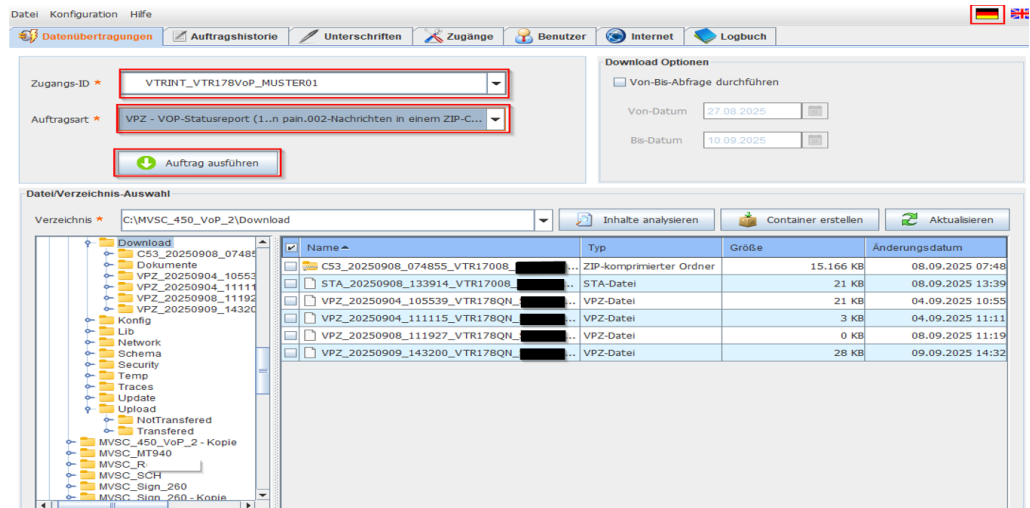 Datei Konfiguration Hilfe
Datenübertragungen Auftragshistorie Unterschriften Zugänge Benutzer Internet Logbuch
Download Optionen
Zugangs-ID * VTRINT_VTR178VoP_MUSTER01
Von-Bis-Abfrage durchführen
Auftragsart * VPZ - VOP-Statusreport (1..n pain.002-Nachrichten in einem ZIP-C...
Von-Datum 27.08.2025
Bis-Datum 10.09.2025
Auftrag ausführen
Datei/Verzeichnis-Auswahl
Verzeichnis * C:\MVSC_450_VoP_2\Download Inhalte analysieren Container erstellen Aktualisieren
Download
C53_20250908_07485
Dokumente
VPZ_20250904_10553
VPZ_20250904_11111
VPZ_20250908_11192
VPZ_20250909_14320
Konfig
Lib
Network
Schema
Security
Temp
Traces
Update
Upload
NotTransfered
Transfered
MVSC_450_VoP_2 - Kopie
MVSC_MT940
MVSC_R
MVSC_SCH
MVSC_Sign_260
MVSC_Sign_260 - Kopie
Name Typ Größe Änderungsdatum
C53_20250908_074855_VTR17008_ ... ZIP-komprimierter Ordner 15.166 KB 08.09.2025 07:48
STA_20250908_133914_VTR17008_ ... STA-Datei 21 KB 08.09.2025 13:39
VPZ_20250904_105539_VTR178QN_ ... VPZ-Datei 21 KB 04.09.2025 10:55
VPZ_20250904_111115_VTR178QN_ ... VPZ-Datei 3 KB 04.09.2025 11:11
VPZ_20250908_111927_VTR178QN_ ... VPZ-Datei 0 KB 08.09.2025 11:19
VPZ_20250909_143200_VTR178QN_ ... VPZ-Datei 28 KB 09.09.2025 14:32